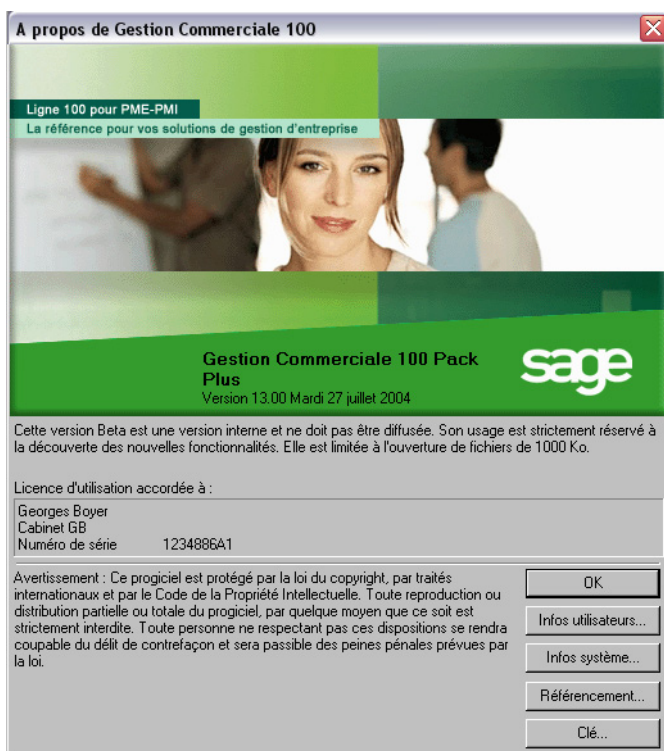 A propos de Gestion Commerciale 100
Ligne 100 pour PME-PMI
La référence pour vos solutions de gestion d'entreprise
Gestion Commerciale 100 Pack
Plus
Version 13.00 Mardi 27 juillet 2004
sage
Cette version Beta est une version interne et ne doit pas être diffusée. Son usage est strictement réservé à
la découverte des nouvelles fonctionnalités. Elle est limitée à l'ouverture de fichiers de 1000 Ko.
Licence d'utilisation accordée à :
Georges Boyer
Cabinet GB
Numéro de série 1234886A1
Avertissement : Ce progiciel est protégé par la loi du copyright, par traités
internationaux et par le Code de la Propriété Intellectuelle. Toute reproduction ou
distribution partielle ou totale du progiciel, par quelque moyen que ce soit est
strictement interdite. Toute personne ne respectant pas ces dispositions se rendra
coupable du délit de contrefaçon et sera passible des peines pénales prévues par
la loi.
OK
Infos utilisateurs...
Infos système...
Référencement...
Clé...